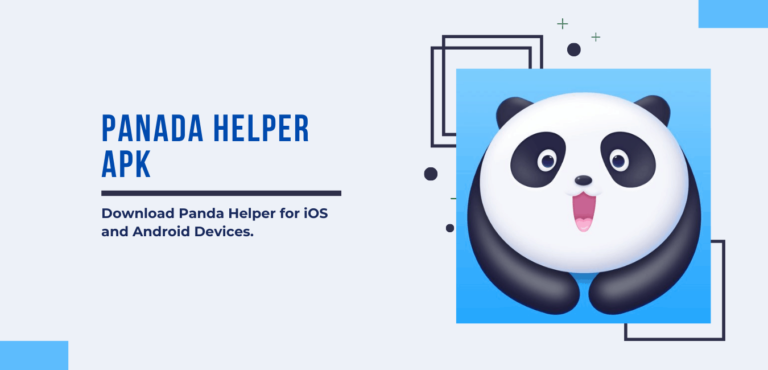 PANADA HELPER
APK
Download Panda Helper for iOS
and Android Devices.